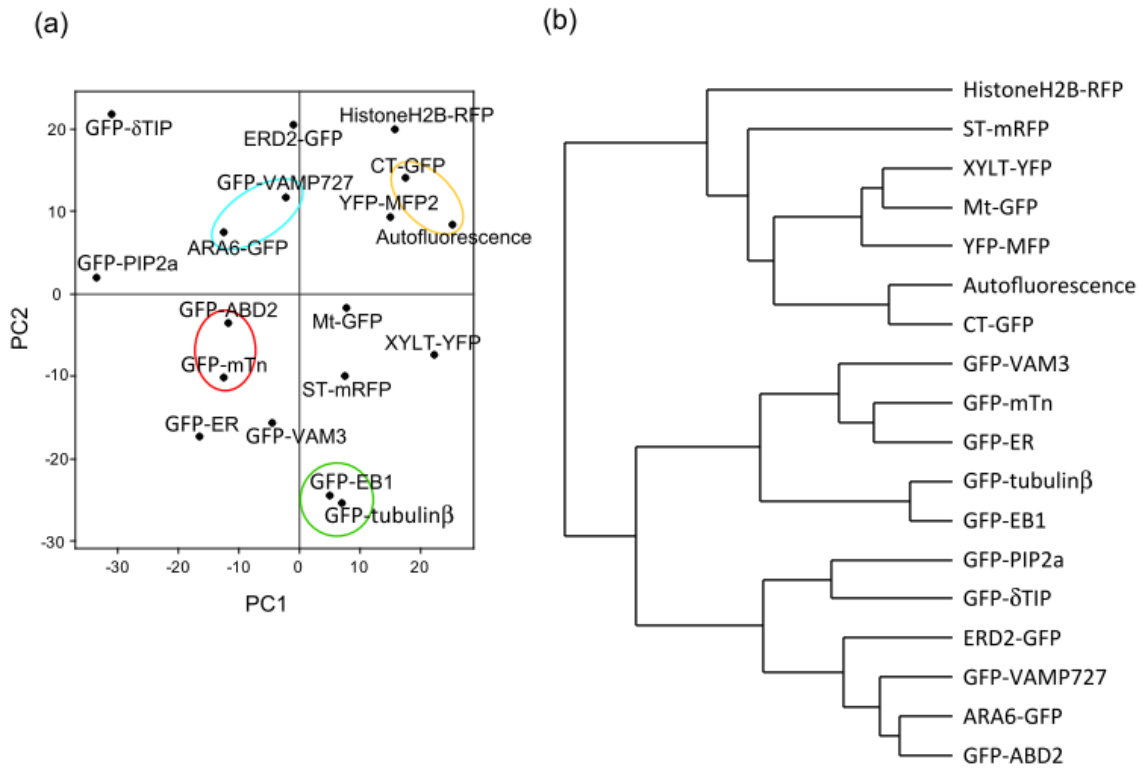 (a)
GFP-δTIP
ERD2-GFP
HistoneH2B-RFP
CT-GFP
GFP-VAMP727
YFP-MFP2
ARA6-GFP
Autofluorescence
GFP-PIP2a
GFP-ABD2
Mt-GFP
XYLT-YFP
GFP-mTn
ST-mRFP
GFP-ER
GFP-VAM3
GFP-EB1
GFP-tubulinβ
20
10
0
-10
-20
-30
PC2
-30
-20
-10
0
10
20
PC1
(b)
HistoneH2B-RFP
ST-mRFP
XYLT-YFP
Mt-GFP
YFP-MFP
Autofluorescence
CT-GFP
GFP-VAM3
GFP-mTn
GFP-ER
GFP-tubulinβ
GFP-EB1
GFP-PIP2a
GFP-δTIP
ERD2-GFP
GFP-VAMP727
ARA6-GFP
GFP-ABD2